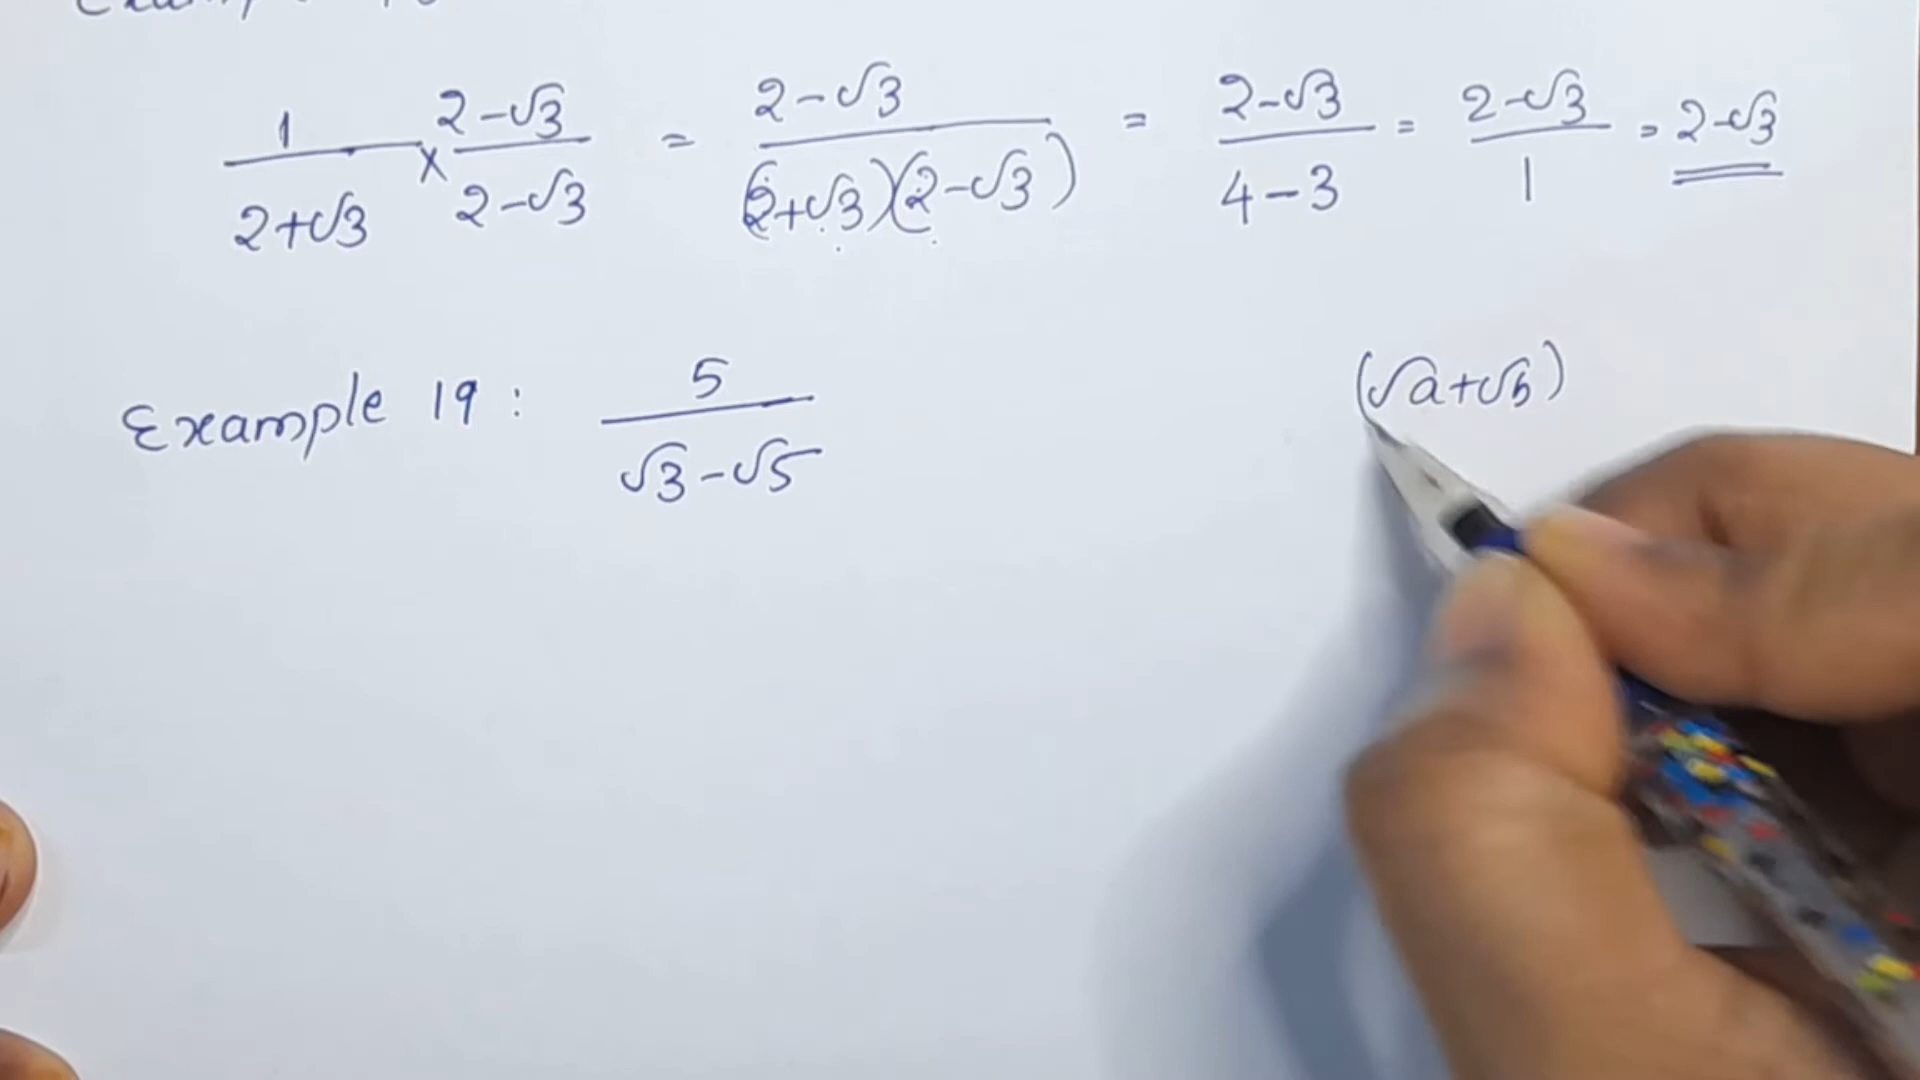 1/(2+√3) × (2-√3)/(2-√3) = (2-√3)/((2+√3)(2-√3)) = (2-√3)/(4-3) = (2-√3)/1 = 2-√3
Example 19 : 5/(√3-√5)
(√a+√b)